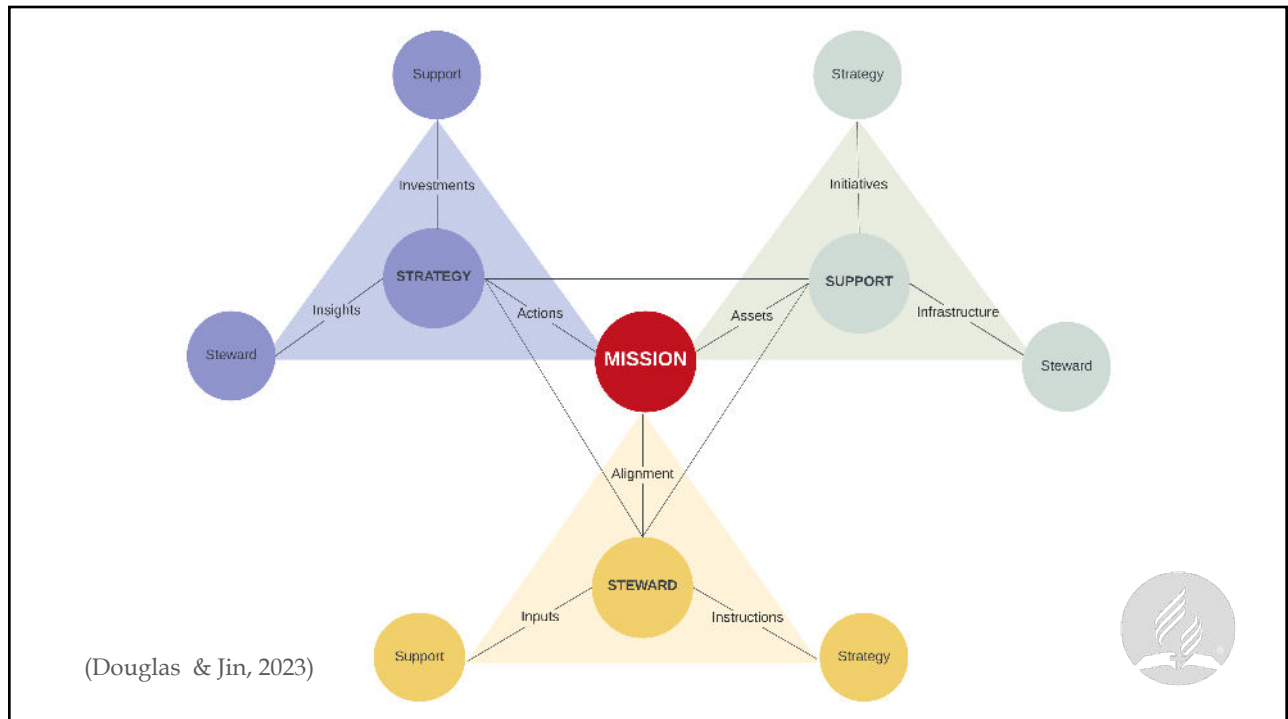 Support
Strategy
Investments
Initiatives
STRATEGY
SUPPORT
Insights
Actions
Assets
Infrastructure
Steward
MISSION
Steward
Alignment
STEWARD
Inputs
Instructions
Support
Strategy
(Douglas & Jin, 2023)
®